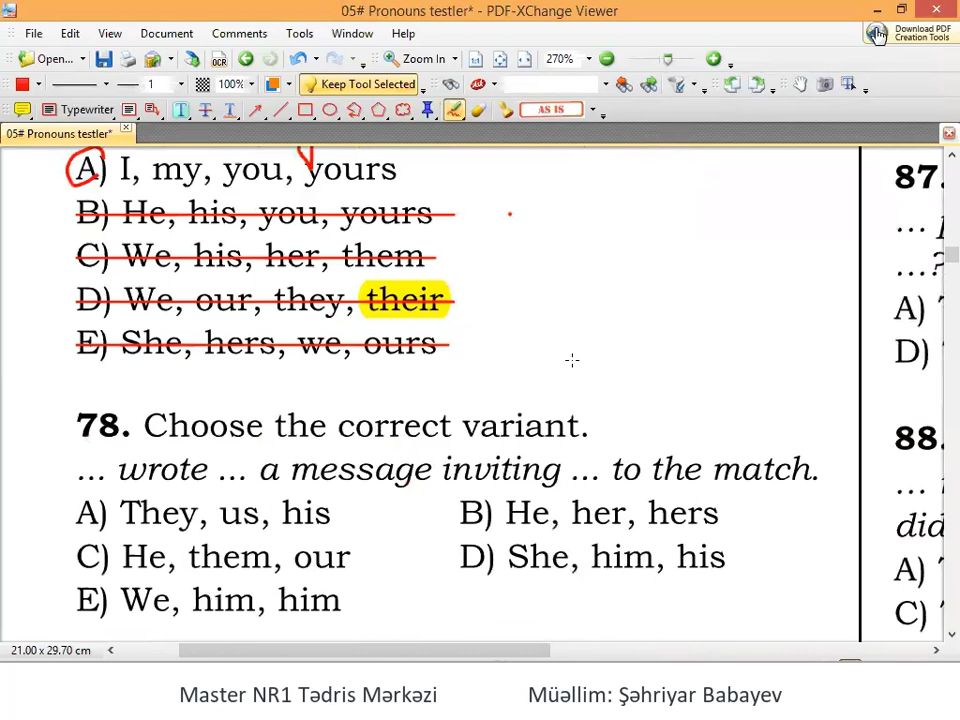 05# Pronouns testler* - PDF-XChange Viewer
File Edit View Document Comments Tools Window Help
Download PDF
Creation Tools
Open... OCR Zoom In 270%
1 100% Keep Tool Selected
Typewriter AS IS
05# Pronouns testler*
A) I, my, you, yours
B) He, his, you, yours
C) We, his, her, them
D) We, our, they, their
E) She, hers, we, ours
78. Choose the correct variant.
... wrote ... a message inviting ... to the match.
A) They, us, his B) He, her, hers
C) He, them, our D) She, him, his
E) We, him, him
87.
...
...?
A)
D)
88.
...
did
A)
C)
21.00 x 29.70 cm
Master NR1 Tədris Mərkəzi Müəllim: Şəhriyar Babayev